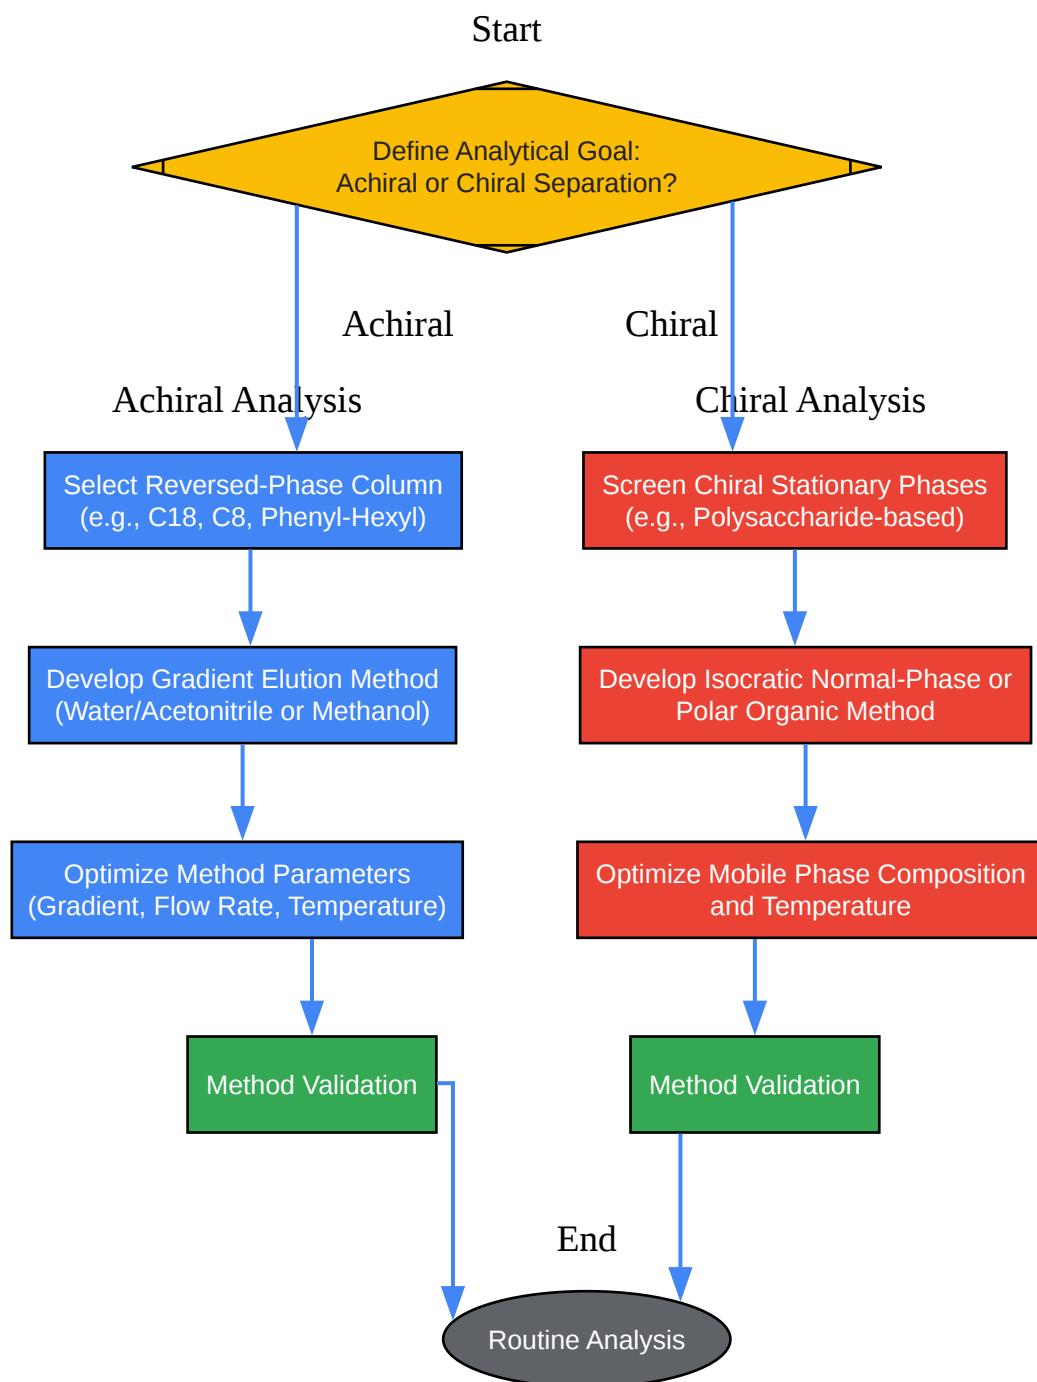 Start
Define Analytical Goal:
Achiral or Chiral Separation?
Achiral
Chiral
Achiral Analysis
Chiral Analysis
Select Reversed-Phase Column
(e.g., C18, C8, Phenyl-Hexyl)
Screen Chiral Stationary Phases
(e.g., Polysaccharide-based)
Develop Gradient Elution Method
(Water/Acetonitrile or Methanol)
Develop Isocratic Normal-Phase or
Polar Organic Method
Optimize Method Parameters
(Gradient, Flow Rate, Temperature)
Optimize Mobile Phase Composition
and Temperature
Method Validation
Method Validation
End
Routine Analysis